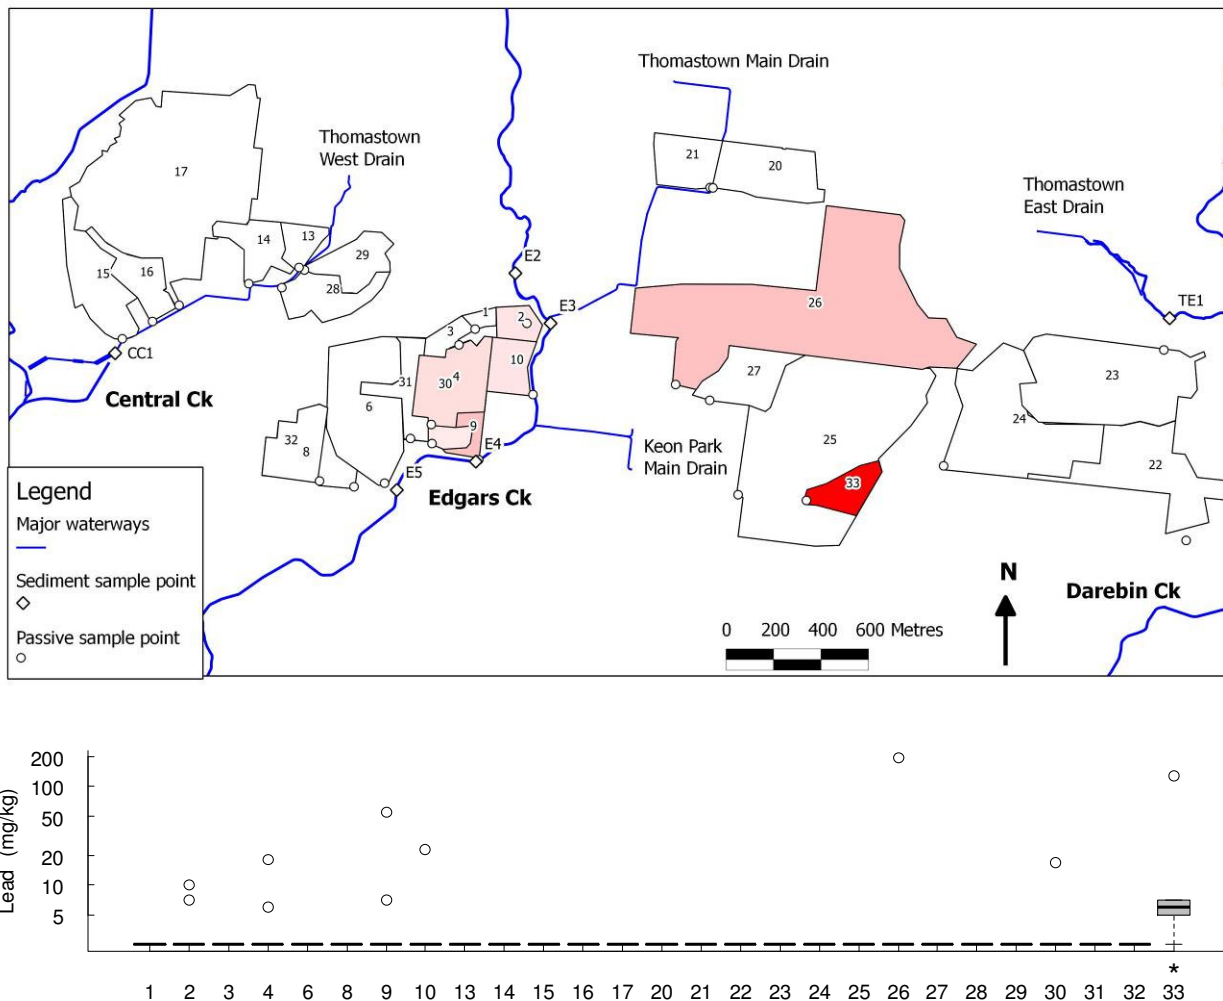 Thomastown Main Drain
Thomastown
West Drain
21
20
17
Thomastown
East Drain
14
13
29
E2
15
16
28
26
E3
TE1
1
2
3
CC1
10
27
23
Central Ck
30
4
31
6
24
9
25
32
8
E4
Keon Park
Main Drain
22
E5
33
Edgars Ck
Legend
Major waterways
Sediment sample point
Passive sample point
N
Darebin Ck
0 200 400 600 Metres
Lead (mg/kg)
200
100
50
20
10
5
*
1 2 3 4 6 8 9 10 13 14 15 16 17 20 21 22 23 24 25 26 27 28 29 30 31 32 33